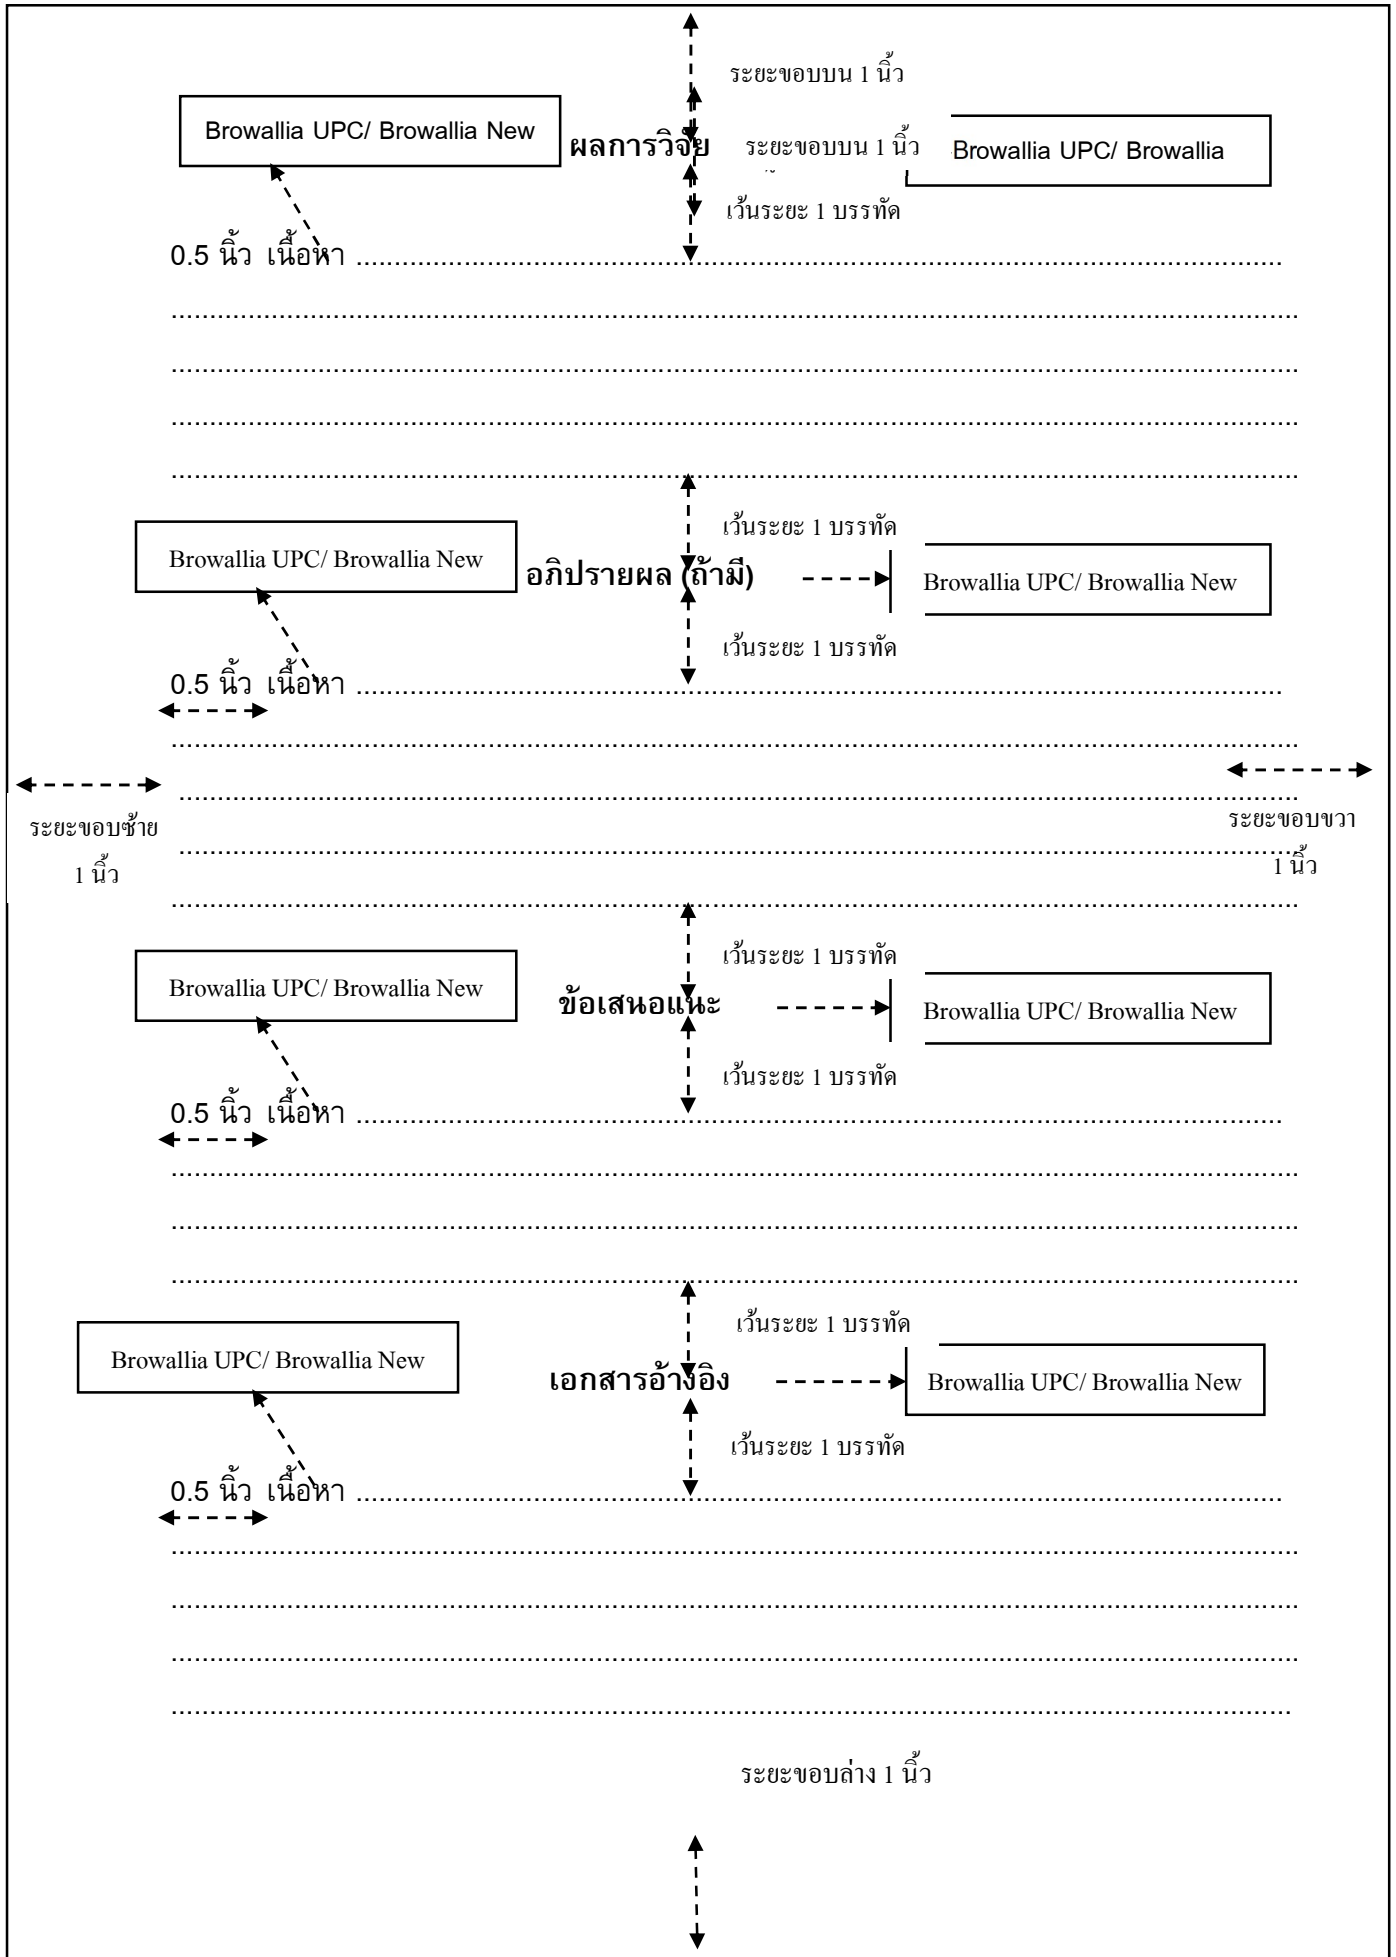 ระยะขอบบน 1 นิ้ว
Browallia UPC/ Browallia New
ผลการวิจัย
ระยะขอบบน 1 นิ้ว
Browallia UPC/ Browallia
เว้นระยะ 1 บรรทัด
0.5 นิ้ว เนื้อหา ................................................................
................................................................
................................................................
................................................................
................................................................
เว้นระยะ 1 บรรทัด
Browallia UPC/ Browallia New
อภิปรายผล (ถ้ามี)
Browallia UPC/ Browallia New
เว้นระยะ 1 บรรทัด
0.5 นิ้ว เนื้อหา ................................................................
................................................................
................................................................
ระยะขอบซ้าย
1 นิ้ว
ระยะขอบขวา
1 นิ้ว
................................................................
................................................................
เว้นระยะ 1 บรรทัด
Browallia UPC/ Browallia New
ข้อเสนอแนะ
Browallia UPC/ Browallia New
เว้นระยะ 1 บรรทัด
0.5 นิ้ว เนื้อหา ................................................................
................................................................
................................................................
................................................................
เว้นระยะ 1 บรรทัด
Browallia UPC/ Browallia New
เอกสารอ้างอิง
Browallia UPC/ Browallia New
เว้นระยะ 1 บรรทัด
0.5 นิ้ว เนื้อหา ................................................................
................................................................
................................................................
................................................................
................................................................
ระยะขอบล่าง 1 นิ้ว